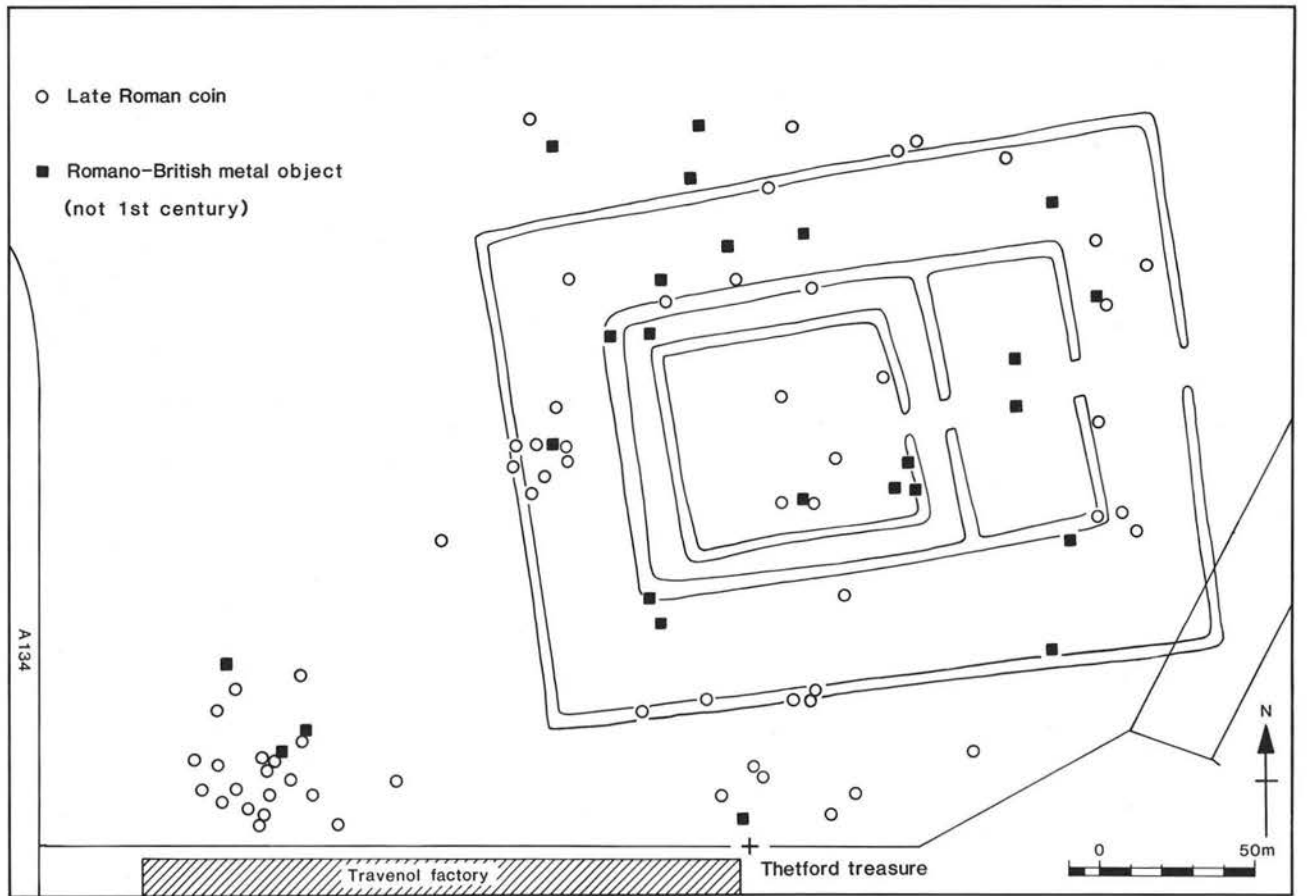 Late Roman coin
Romano-British metal object
(not 1st century)
A134
N
0 50m
Thetford treasure
Travenol factory